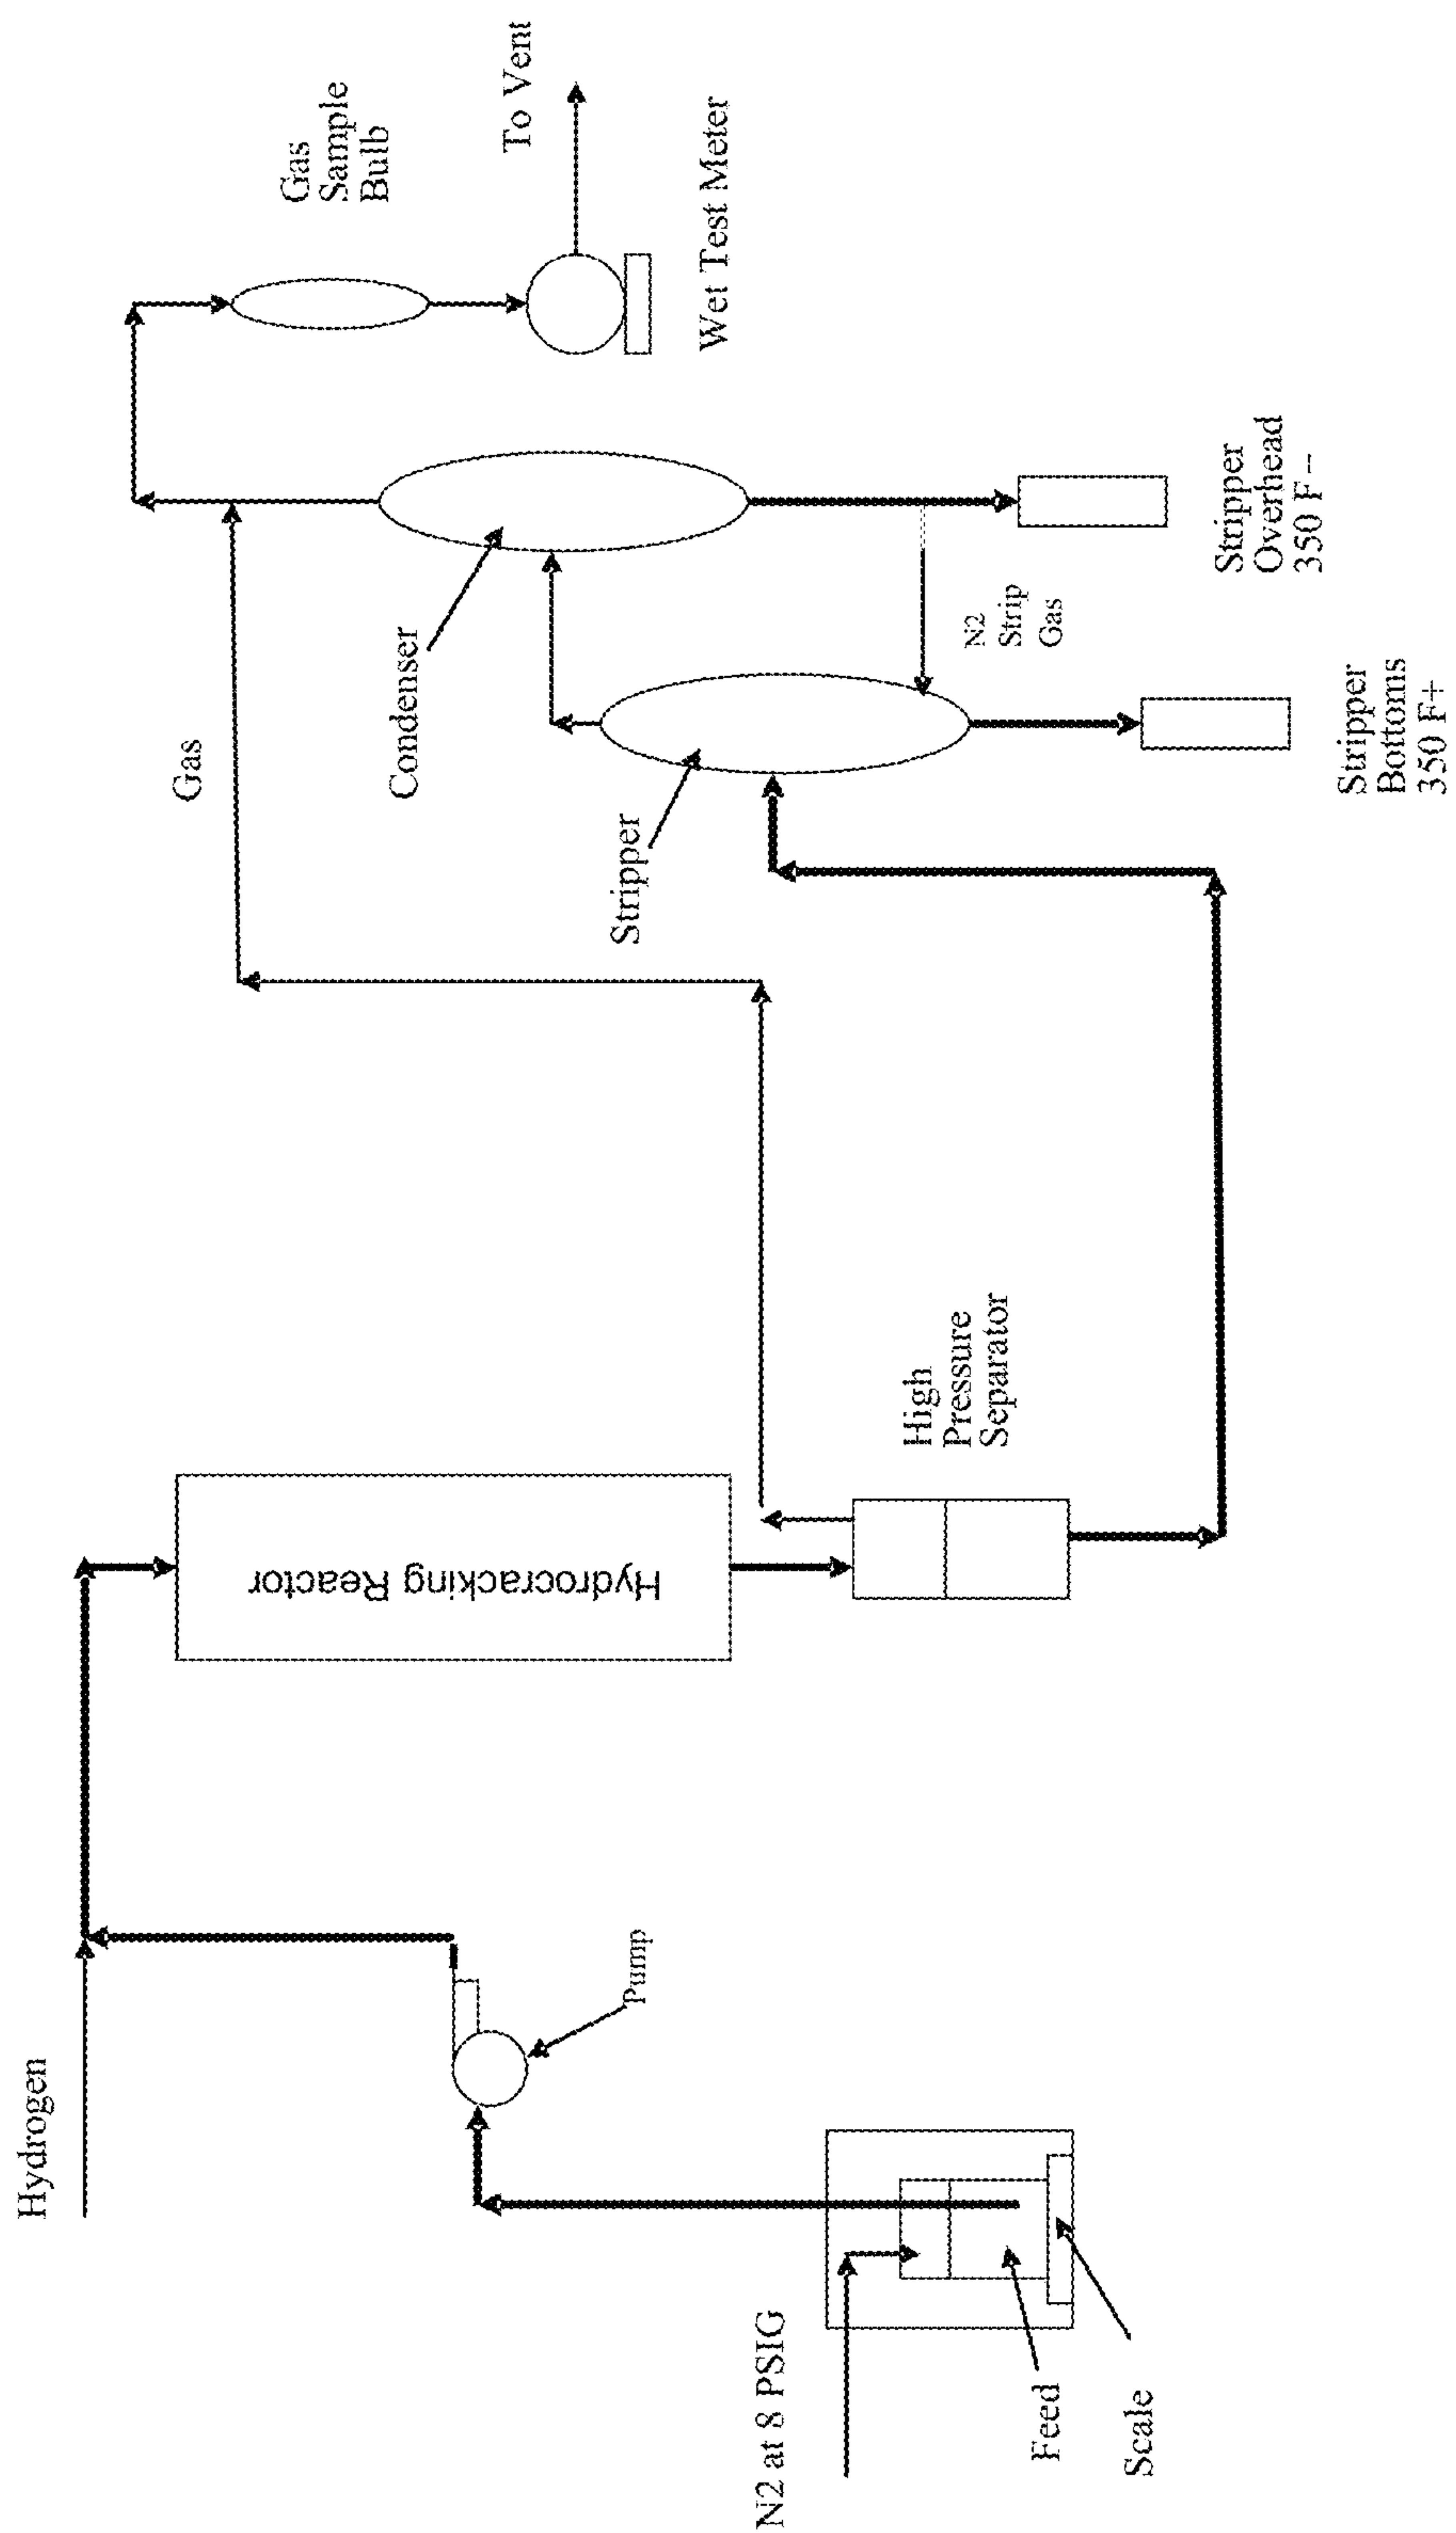 Hydrogen
N2 at 8 PSIG
Feed
Scale
Pump
Hydrocracking Reactor
High
Pressure
Separator
Gas
Stripper
Condenser
N2
Strip
Gas
Stripper
Bottoms
350 F+
Stripper
Overhead
350 F−
Gas
Sample
Bulb
To Vent
Wet Test Meter